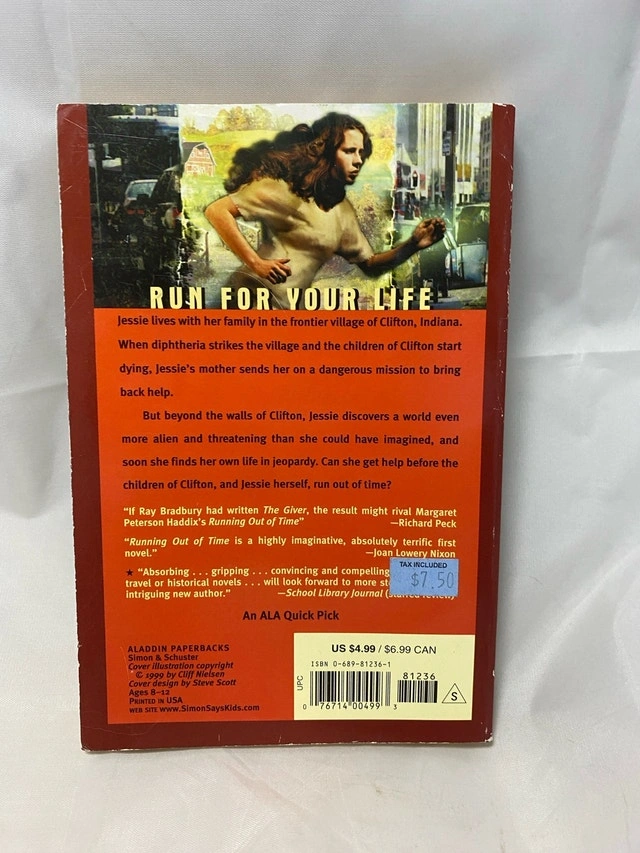 RUN FOR YOUR LIFE
Jessie lives with her family in the frontier village of Clifton, Indiana.
When diphtheria strikes the village and the children of Clifton start
dying, Jessie's mother sends her on a dangerous mission to bring
back help.
But beyond the walls of Clifton, Jessie discovers a world even
more alien and threatening than she could have imagined, and
soon she finds her own life in jeopardy. Can she get help before the
children of Clifton, and Jessie herself, run out of time?
"If Ray Bradbury had written The Giver, the result might rival Margaret
Peterson Haddix's Running Out of Time"
—Richard Peck
"Running Out of Time is a highly imaginative, absolutely terrific first
novel."
—Joan Lowery Nixon
★ "Absorbing . . . gripping . . . convincing and compelling
travel or historical novels . . . will look forward to more
intriguing new author."
—School Library Journal
TAX INCLUDED
$7.50
An ALA Quick Pick
ALADDIN PAPERBACKS
Simon & Schuster
Cover illustration copyright
© 1999 by Cliff Nielsen
Cover design by Steve Scott
Ages 8–12
PRINTED IN USA
WEB SITE www.SimonSaysKids.com
US $4.99 / $6.99 CAN
ISBN 0-689-81236-1
81236
UPC
0 76714 00499 3
S